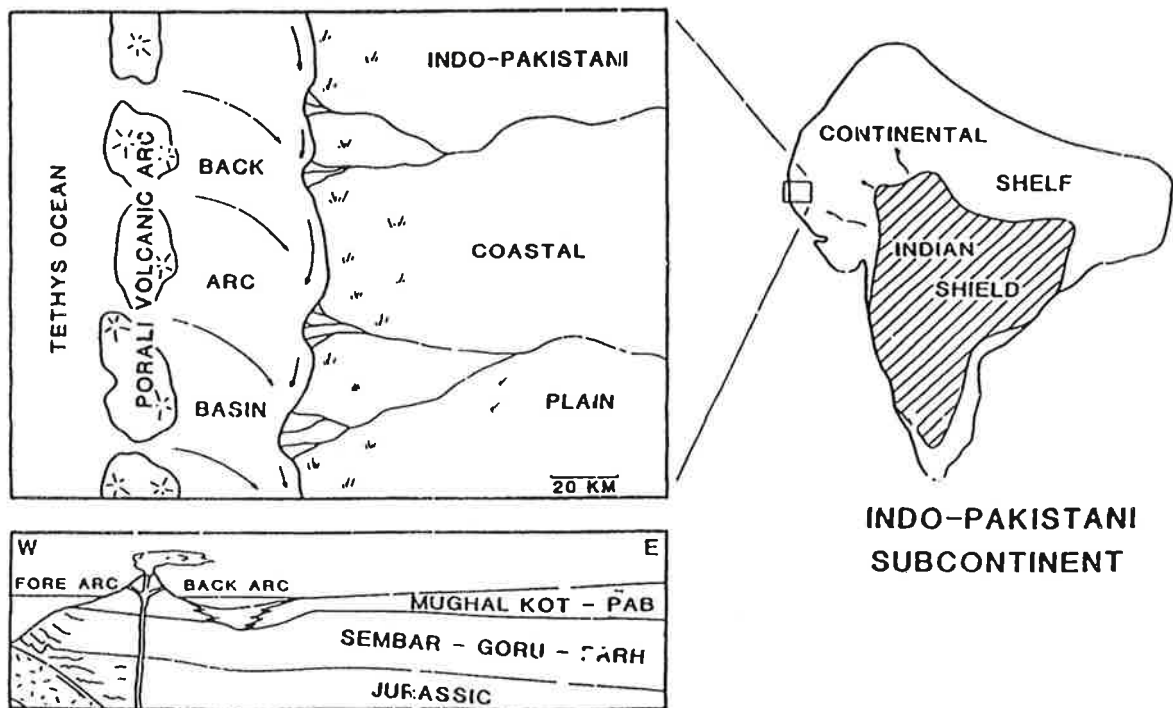 TETHYS OCEAN
PORALI VOLCANIC ARC
BACK
ARC
BASIN
INDO-PAKISTANI
COASTAL
PLAIN
20 KM
CONTINENTAL
SHELF
INDIAN
SHIELD
INDO-PAKISTANI
SUBCONTINENT
W
E
FORE ARC
BACK ARC
MUGHAL KOT - PAB
SEMBAR - GORU - PARH
JURASSIC